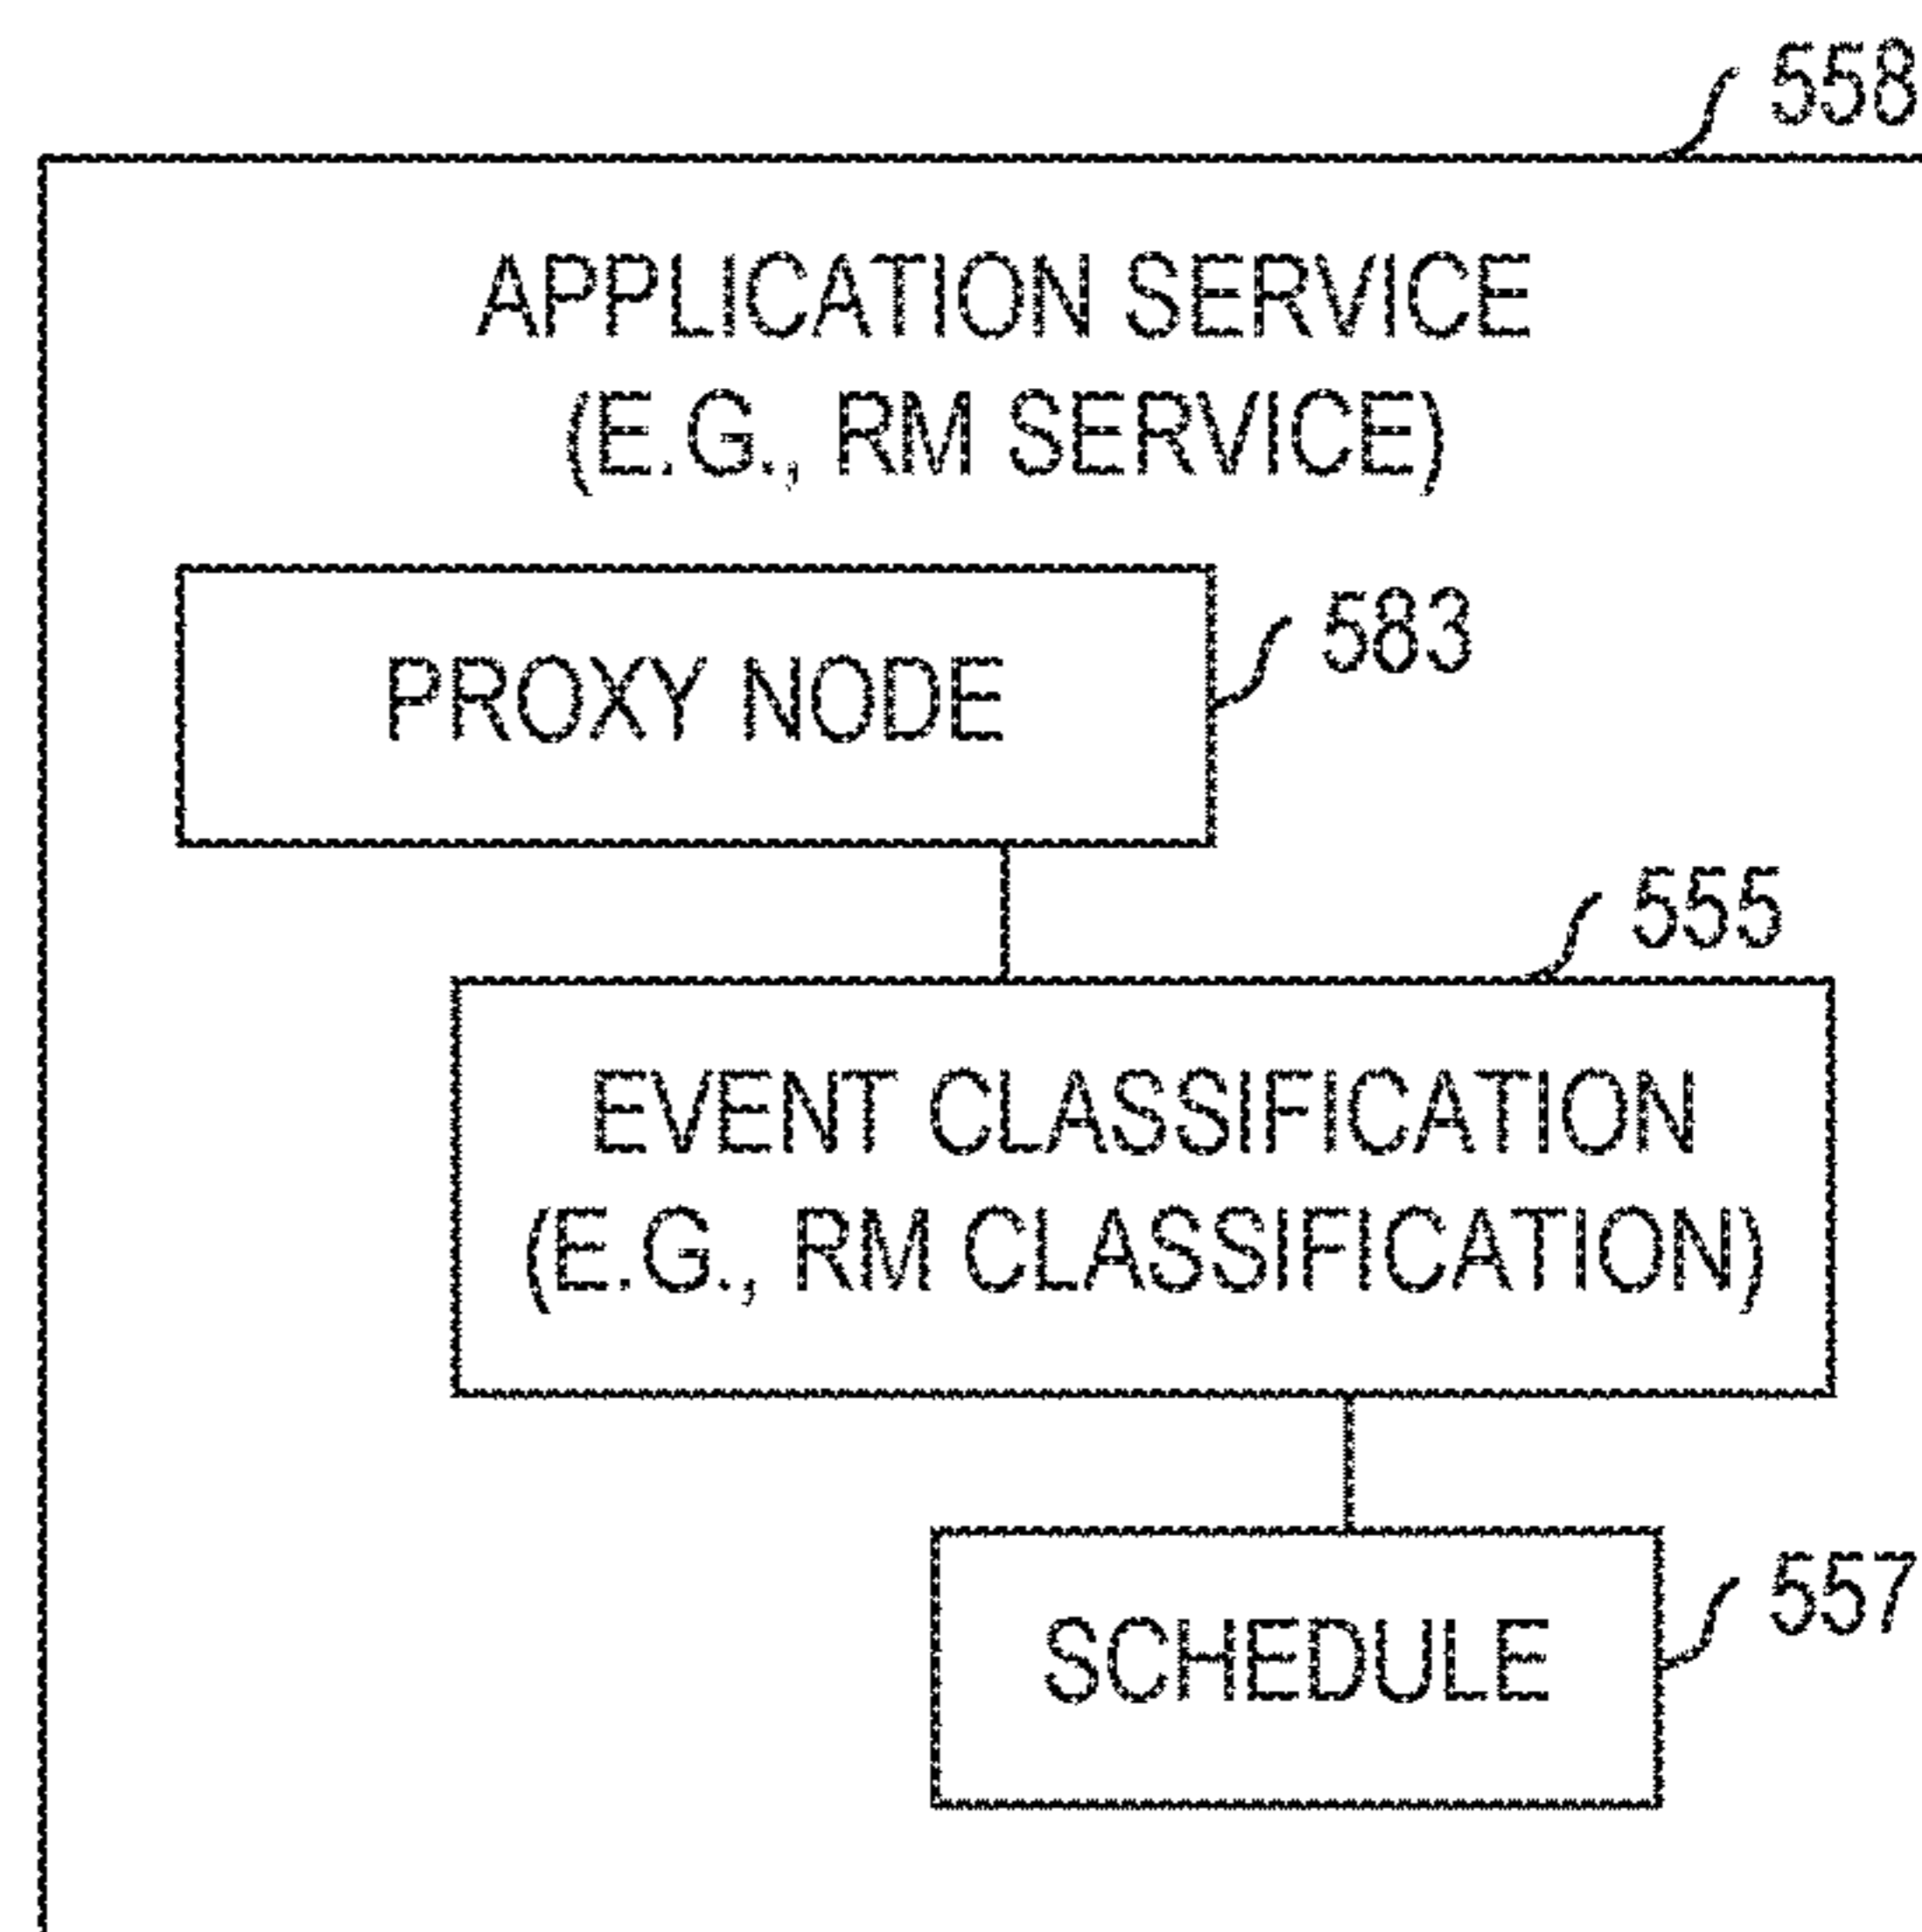 558
APPLICATION SERVICE
(E.G., RM SERVICE)
583
PROXY NODE
555
EVENT CLASSIFICATION
(E.G., RM CLASSIFICATION)
557
SCHEDULE